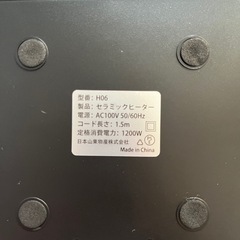 型番：H06
製品：セラミックヒーター
電源：AC100V 50/60Hz
コード長さ：1.5m
定格消費電力：1200W
日本山東物産株式会社
Made in China